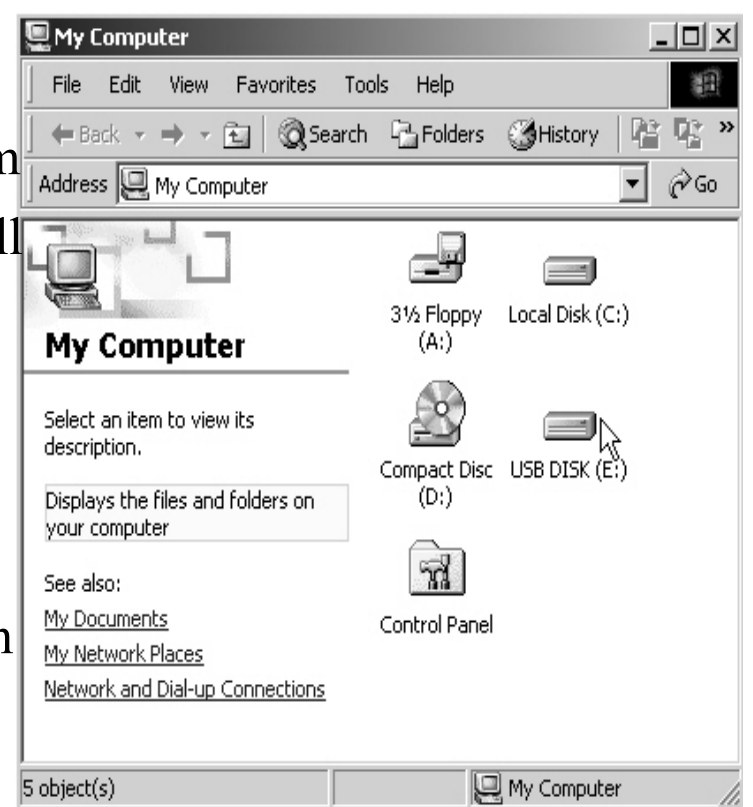 My Computer
File Edit View Favorites Tools Help
Back Search Folders History »
Address My Computer Go
m
ll
n
My Computer
Select an item to view its
description.
Displays the files and folders on
your computer
See also:
My Documents
My Network Places
Network and Dial-up Connections
3½ Floppy
(A:)
Local Disk (C:)
Compact Disc
(D:)
USB DISK (E:)
Control Panel
5 object(s) My Computer